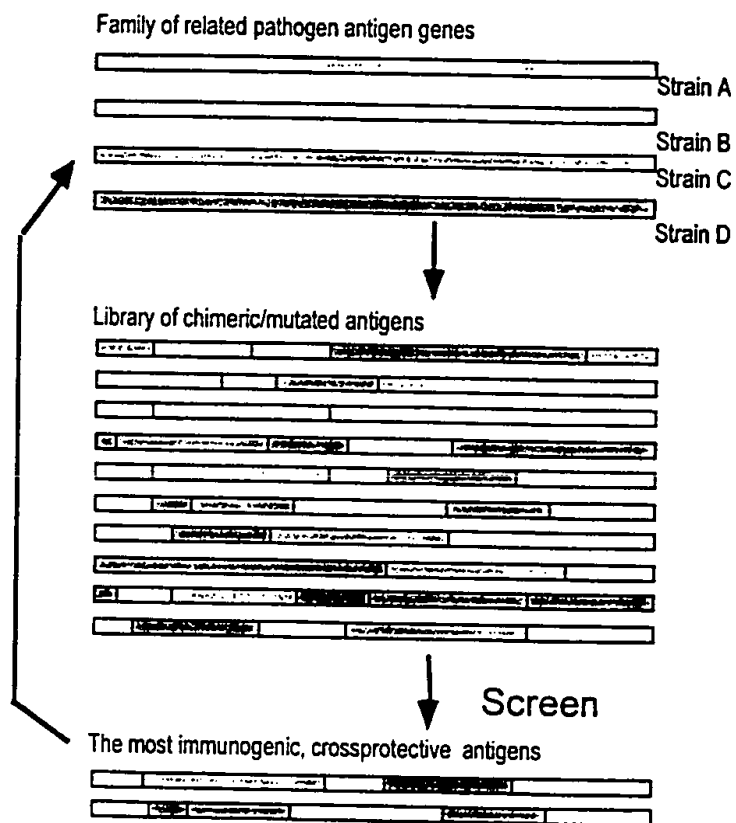 Family of related pathogen antigen genes
Strain A
Strain B
Strain C
Strain D
Library of chimeric/mutated antigens
Screen
The most immunogenic, crossprotective antigens